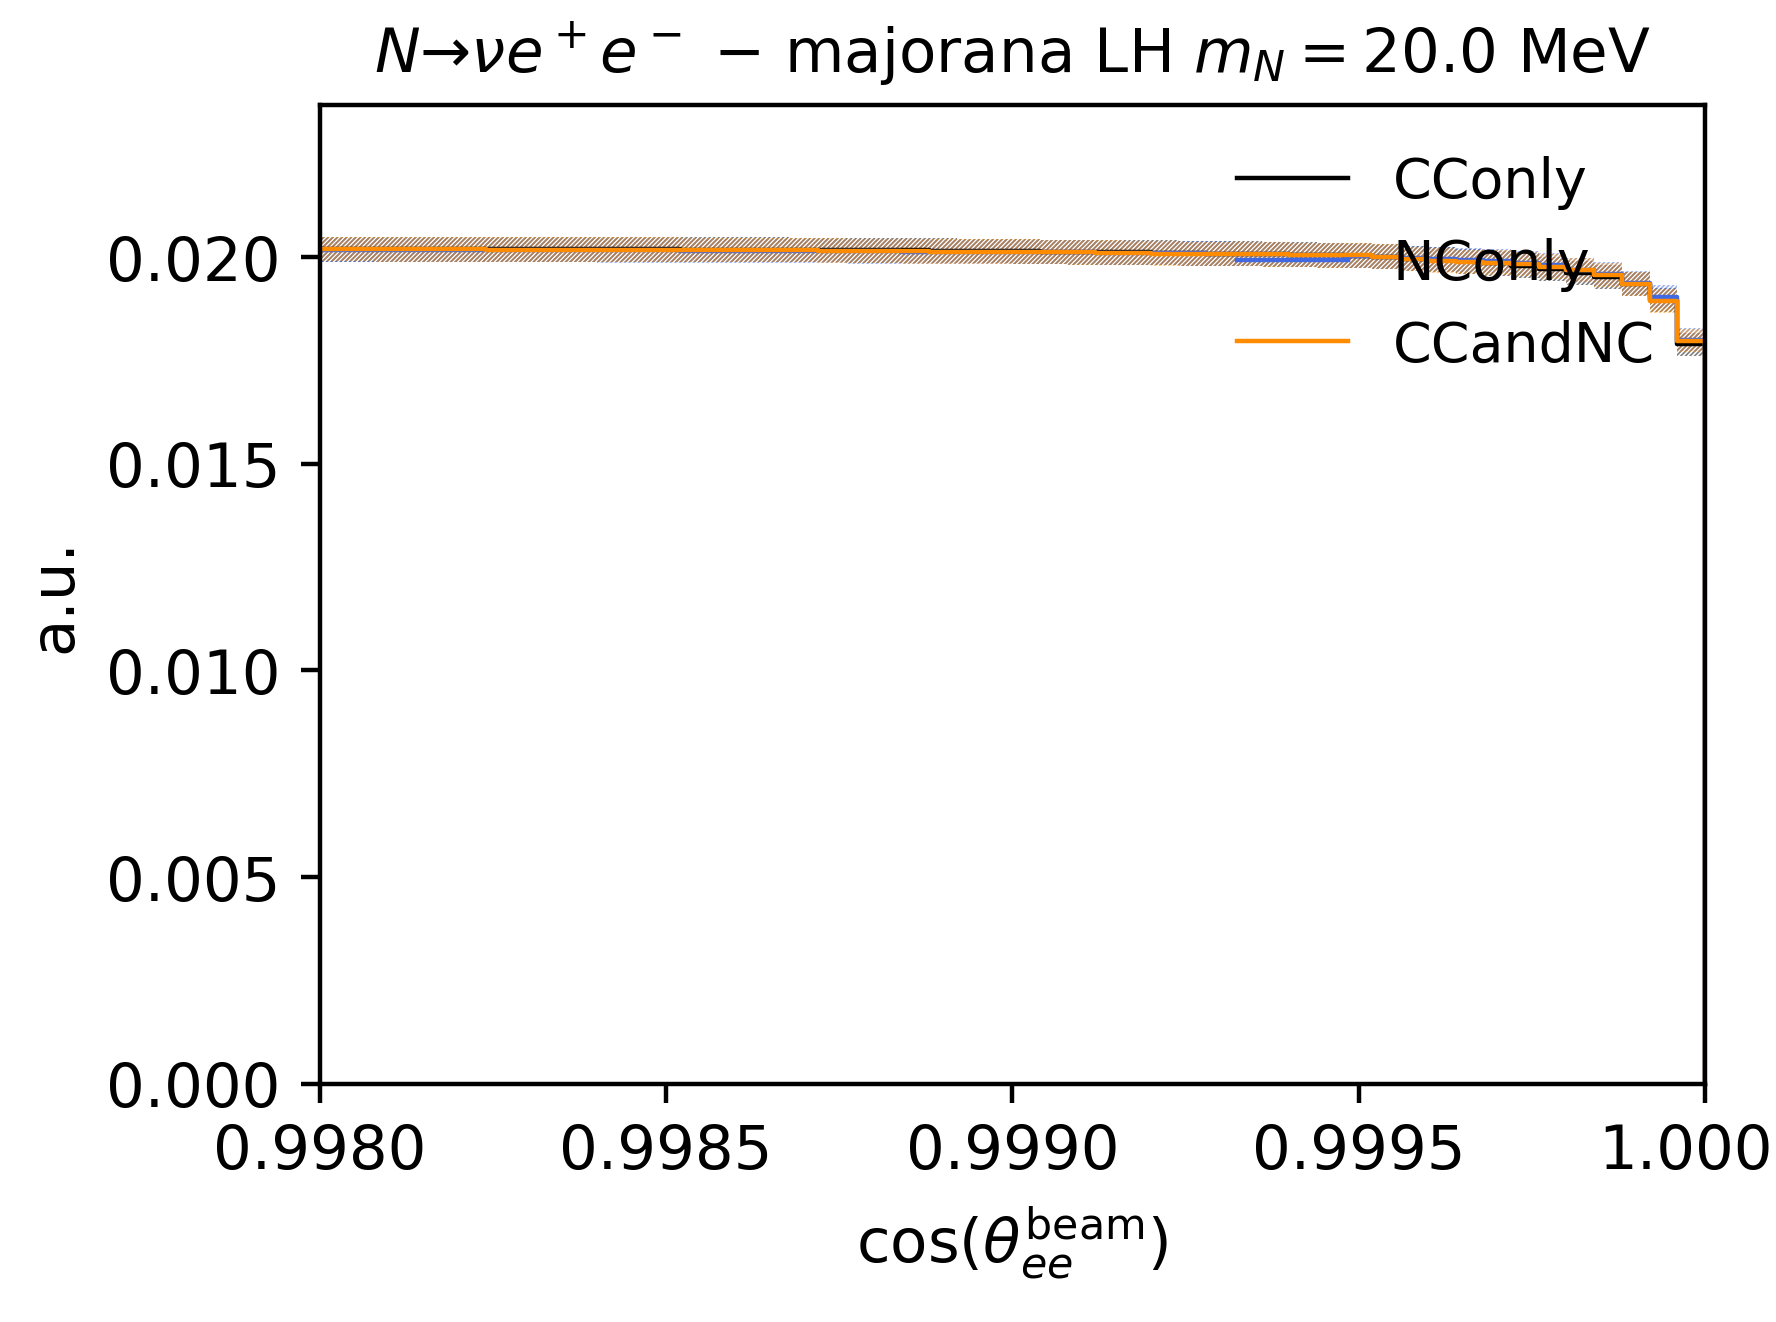 N→νe⁺e⁻ − majorana LH m_N = 20.0 MeV
CConly
NConly
CCandNC
0.020
0.015
0.010
0.005
0.000
a.u.
0.9980 0.9985 0.9990 0.9995 1.000
cos(θ_ee^beam)